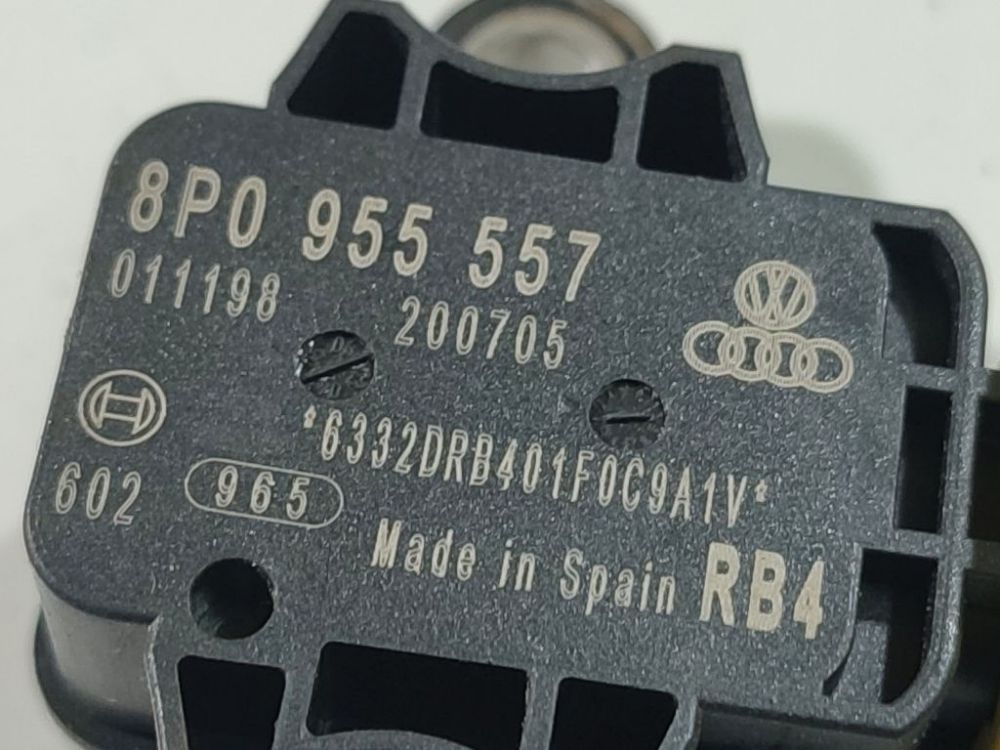 8P0 955 557
011198
200705
*6332DRB401F0C9A1V*
602
965
Made in Spain RB4